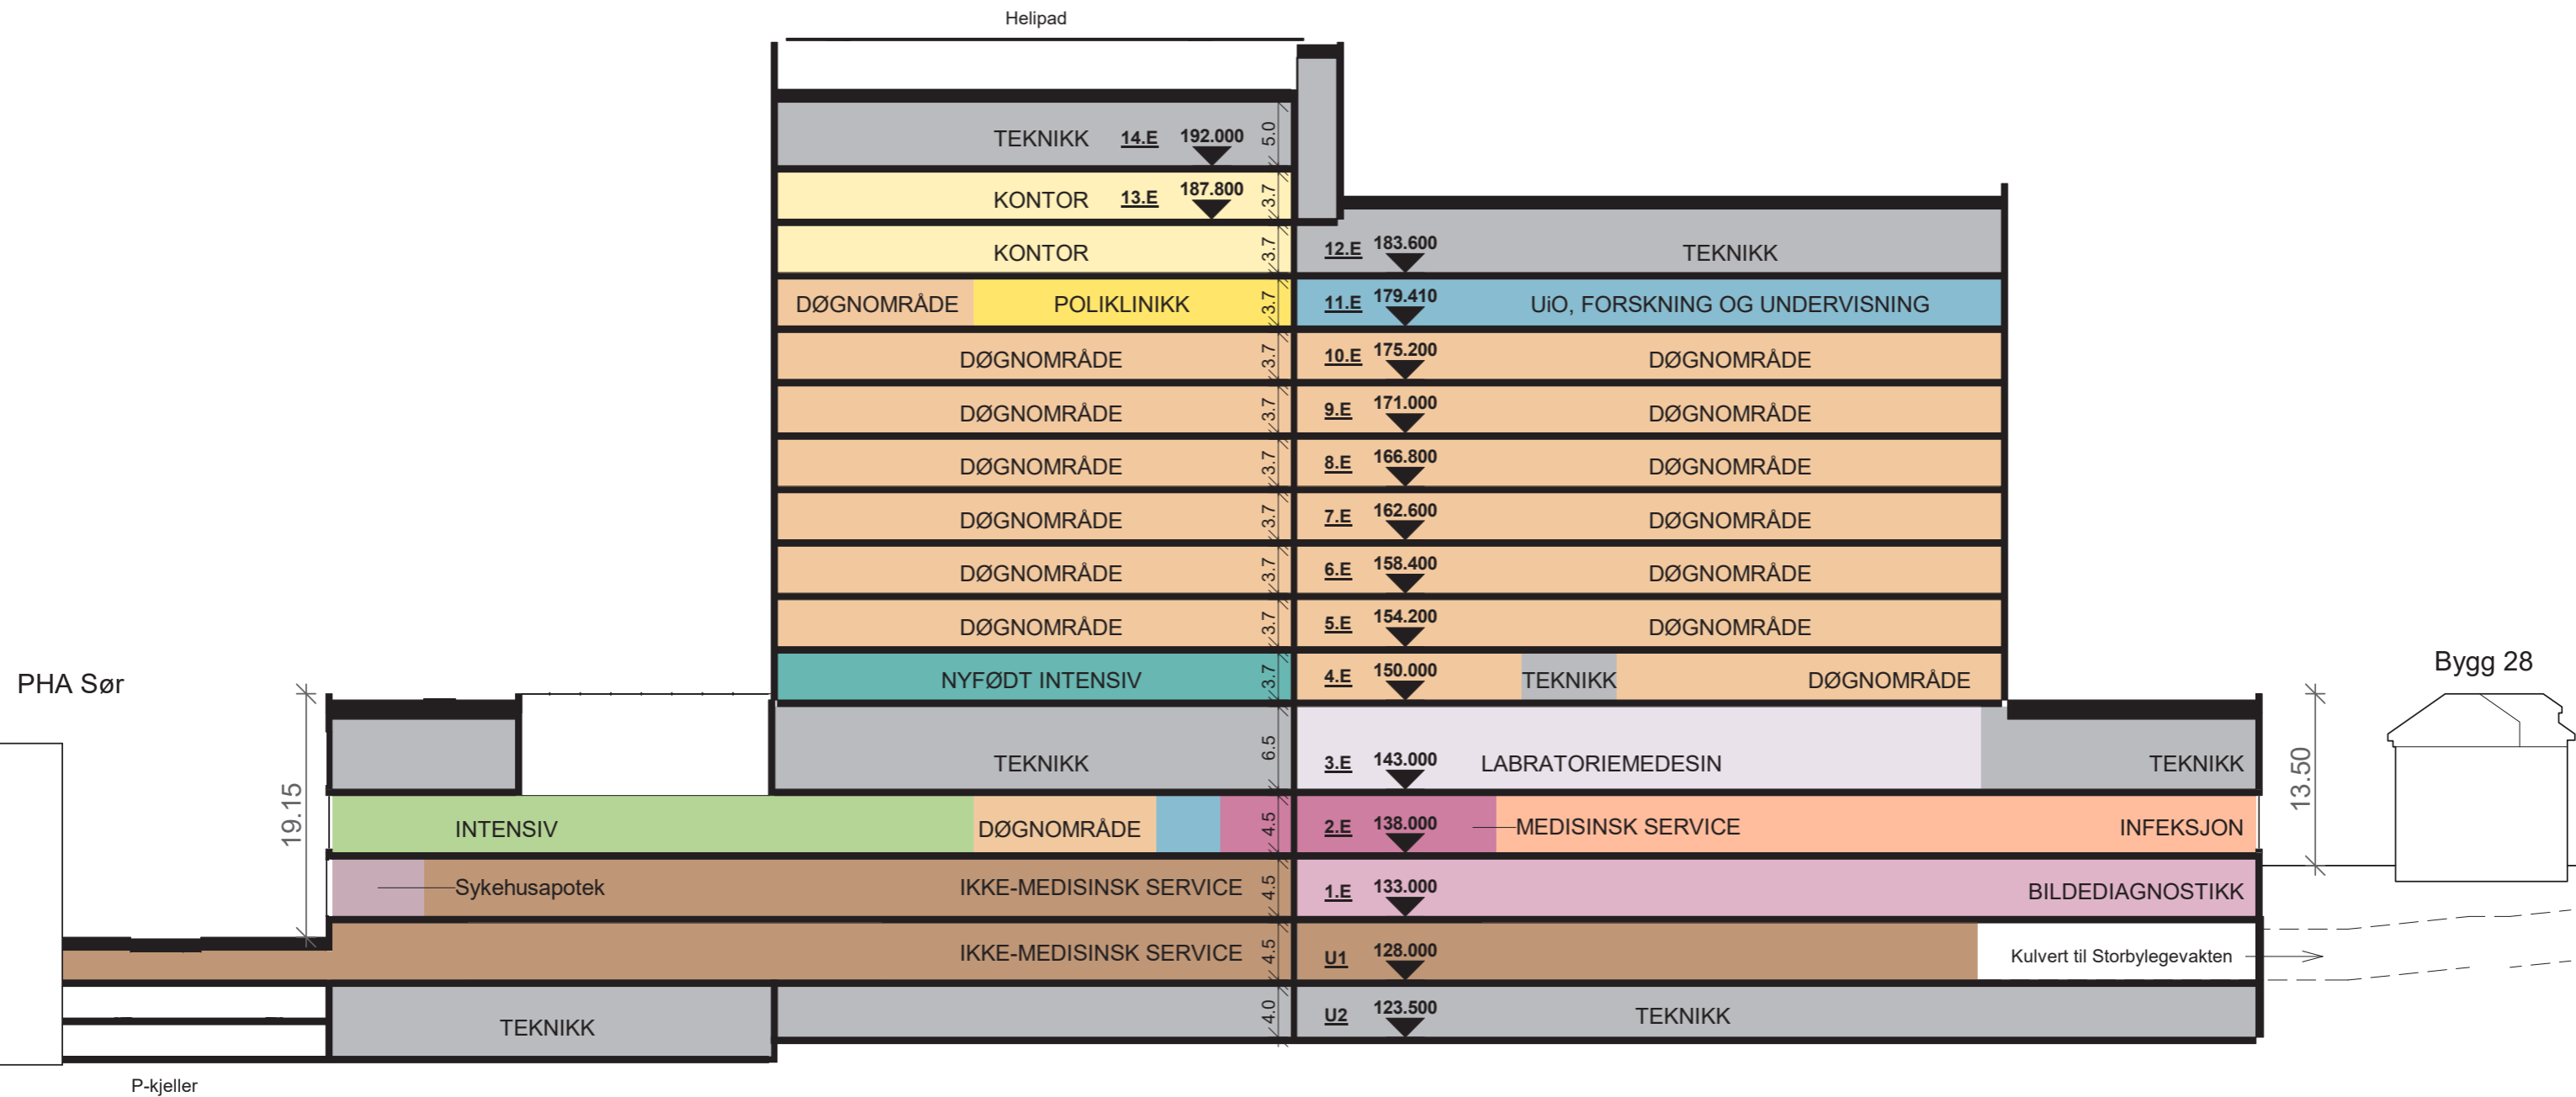 Helipad
TEKNIKK 14.E 192.000 5.0
KONTOR 13.E 187.800 3.7
KONTOR 3.7 12.E 183.600 TEKNIKK
DØGNOMRÅDE POLIKLINIKK 3.7 11.E 179.410 UiO, FORSKNING OG UNDERVISNING
DØGNOMRÅDE 3.7 10.E 175.200 DØGNOMRÅDE
DØGNOMRÅDE 3.7 9.E 171.000 DØGNOMRÅDE
DØGNOMRÅDE 3.7 8.E 166.800 DØGNOMRÅDE
DØGNOMRÅDE 3.7 7.E 162.600 DØGNOMRÅDE
DØGNOMRÅDE 3.7 6.E 158.400 DØGNOMRÅDE
DØGNOMRÅDE 3.7 5.E 154.200 DØGNOMRÅDE
PHA Sør NYFØDT INTENSIV 3.7 4.E 150.000 TEKNIKK DØGNOMRÅDE Bygg 28
TEKNIKK 6.5 3.E 143.000 LABRATORIEMEDESIN TEKNIKK 13.50
19.15 INTENSIV DØGNOMRÅDE 4.5 2.E 138.000 MEDISINSK SERVICE INFEKSJON
Sykehusapotek IKKE-MEDISINSK SERVICE 4.5 1.E 133.000 BILDEDIAGNOSTIKK
IKKE-MEDISINSK SERVICE 4.5 U1 128.000 Kulvert til Storbylegevakten
TEKNIKK 4.0 U2 123.500 TEKNIKK
P-kjeller